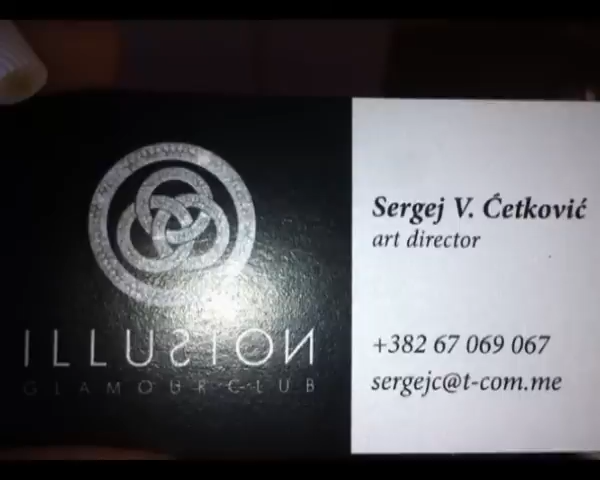 ILLUSION
GLAMOUR CLUB
Sergej V. Ćetković
art director
+382 67 069 067
sergejc@t-com.me